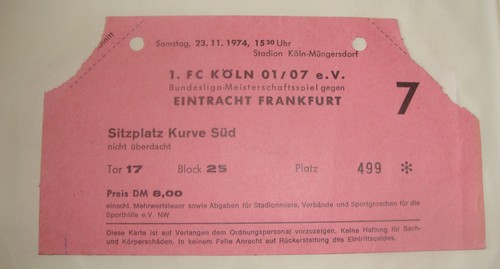 Samstag, 23.11.1974, 15 30 Uhr
Stadion Köln-Müngersdorf
1. FC KÖLN 01/07 e.V.
Bundesliga-Meisterschaftsspiel gegen
EINTRACHT FRANKFURT
7
Sitzplatz Kurve Süd
nicht überdacht
Tor 17 Block 25 Platz 499 *
Preis DM 8,00
einschl. Mehrwertsteuer sowie Abgaben für Stadionmiete, Verbände und Sportgroschen für die
Sporthilfe e.V. NW
Diese Karte ist auf Verlangen dem Ordnungspersonal vorzuzeigen. Keine Haftung für Sach-
und Körperschäden. In keinem Falle Anrecht auf Rückerstattung des Eintrittsgeldes.